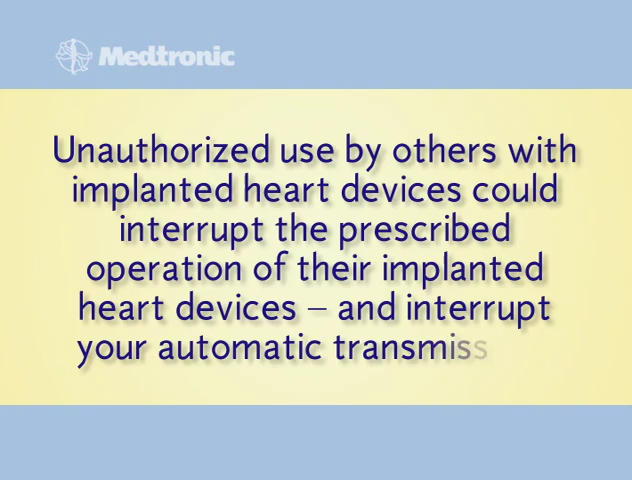 Medtronic
Unauthorized use by others with
implanted heart devices could
interrupt the prescribed
operation of their implanted
heart devices – and interrupt
your automatic transmiss